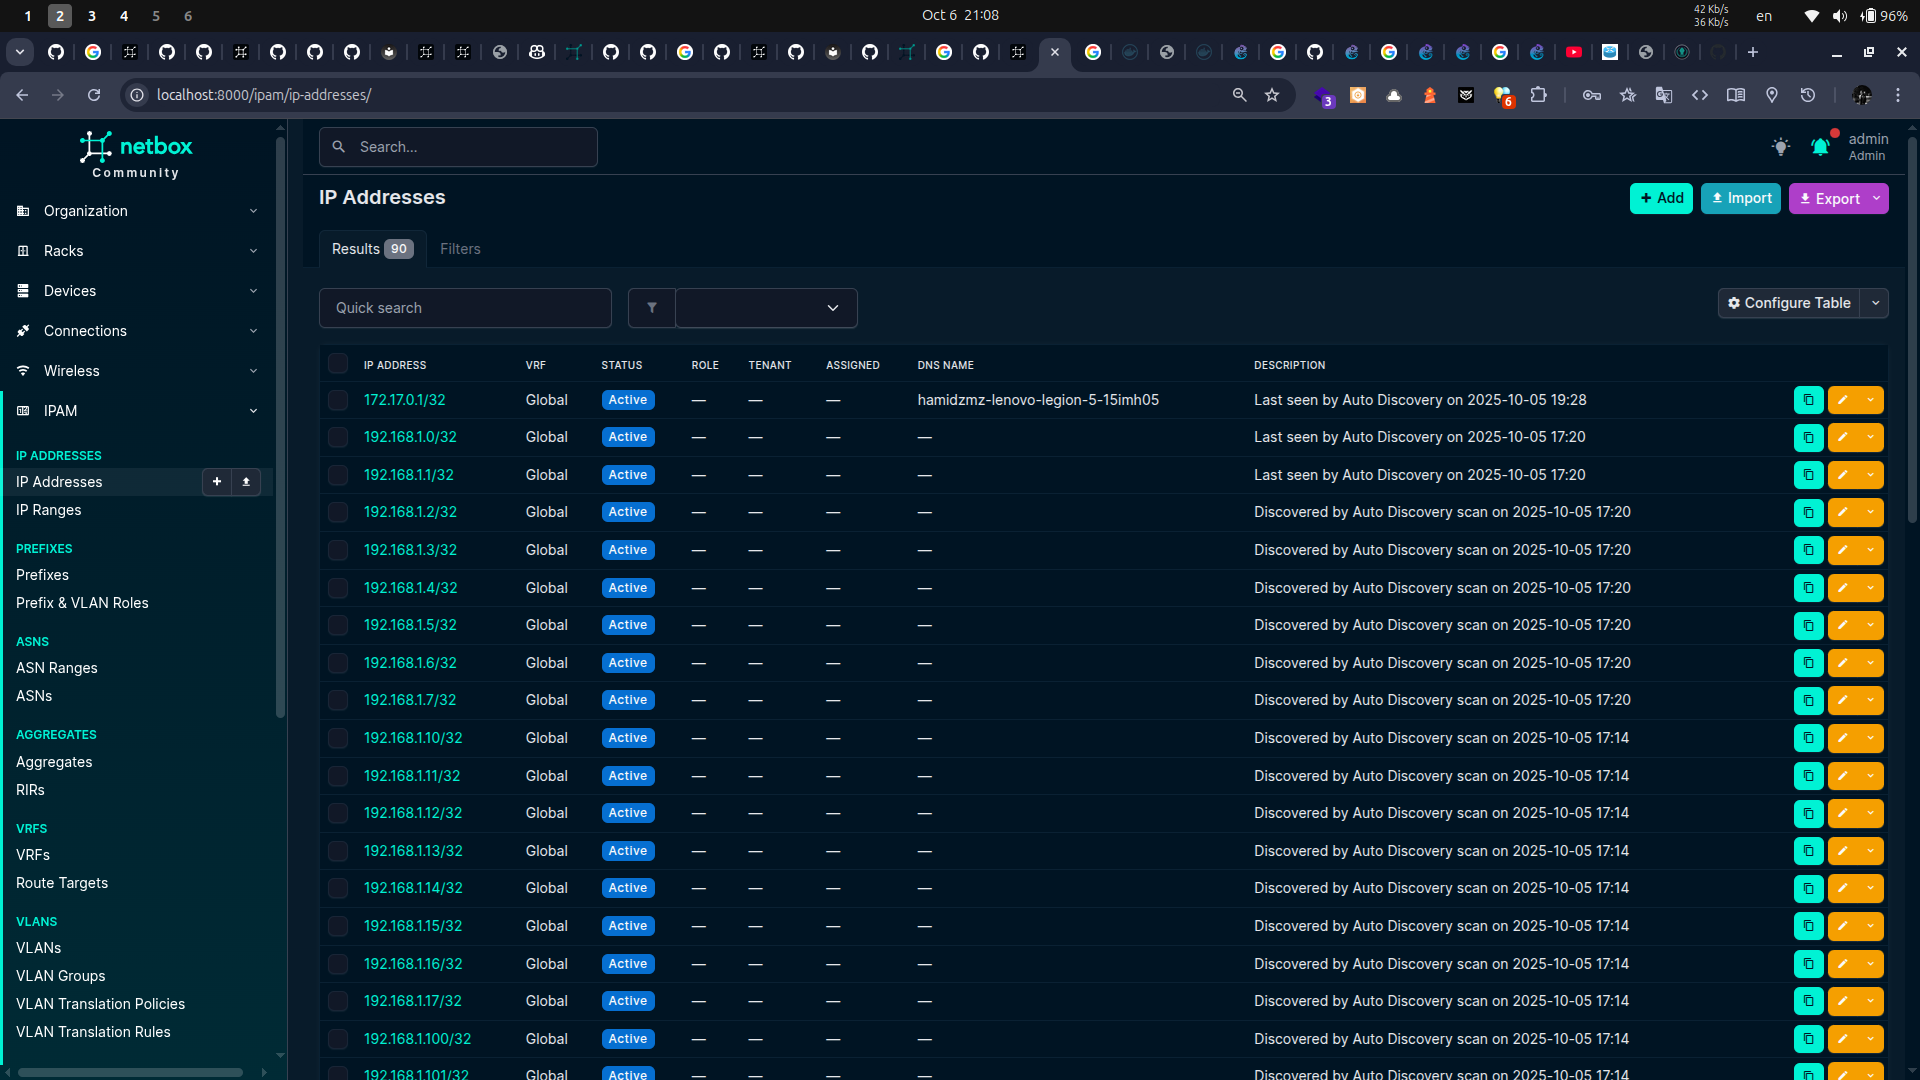 1 2 3 4 5 6
Oct 6 21:08
42 Kb/s
36 Kb/s
en
96%
localhost:8000/ipam/ip-addresses/
3
6
netbox
Community
Search...
admin
Admin
Organization
Racks
Devices
Connections
Wireless
IPAM
IP ADDRESSES
IP Addresses
IP Ranges
PREFIXES
Prefixes
Prefix & VLAN Roles
ASNS
ASN Ranges
ASNs
AGGREGATES
Aggregates
RIRs
VRFS
VRFs
Route Targets
VLANS
VLANs
VLAN Groups
VLAN Translation Policies
VLAN Translation Rules
IP Addresses
Add
Import
Export
Results 90
Filters
Quick search
Configure Table
IP ADDRESS VRF STATUS ROLE TENANT ASSIGNED DNS NAME DESCRIPTION
172.17.0.1/32 Global Active — — — hamidzmz-lenovo-legion-5-15imh05 Last seen by Auto Discovery on 2025-10-05 19:28
192.168.1.0/32 Global Active — — — — Last seen by Auto Discovery on 2025-10-05 17:20
192.168.1.1/32 Global Active — — — — Last seen by Auto Discovery on 2025-10-05 17:20
192.168.1.2/32 Global Active — — — — Discovered by Auto Discovery scan on 2025-10-05 17:20
192.168.1.3/32 Global Active — — — — Discovered by Auto Discovery scan on 2025-10-05 17:20
192.168.1.4/32 Global Active — — — — Discovered by Auto Discovery scan on 2025-10-05 17:20
192.168.1.5/32 Global Active — — — — Discovered by Auto Discovery scan on 2025-10-05 17:20
192.168.1.6/32 Global Active — — — — Discovered by Auto Discovery scan on 2025-10-05 17:20
192.168.1.7/32 Global Active — — — — Discovered by Auto Discovery scan on 2025-10-05 17:20
192.168.1.10/32 Global Active — — — — Discovered by Auto Discovery scan on 2025-10-05 17:14
192.168.1.11/32 Global Active — — — — Discovered by Auto Discovery scan on 2025-10-05 17:14
192.168.1.12/32 Global Active — — — — Discovered by Auto Discovery scan on 2025-10-05 17:14
192.168.1.13/32 Global Active — — — — Discovered by Auto Discovery scan on 2025-10-05 17:14
192.168.1.14/32 Global Active — — — — Discovered by Auto Discovery scan on 2025-10-05 17:14
192.168.1.15/32 Global Active — — — — Discovered by Auto Discovery scan on 2025-10-05 17:14
192.168.1.16/32 Global Active — — — — Discovered by Auto Discovery scan on 2025-10-05 17:14
192.168.1.17/32 Global Active — — — — Discovered by Auto Discovery scan on 2025-10-05 17:14
192.168.1.100/32 Global Active — — — — Discovered by Auto Discovery scan on 2025-10-05 17:14
192.168.1.101/32 Global Active — — — — Discovered by Auto Discovery scan on 2025-10-05 17:14